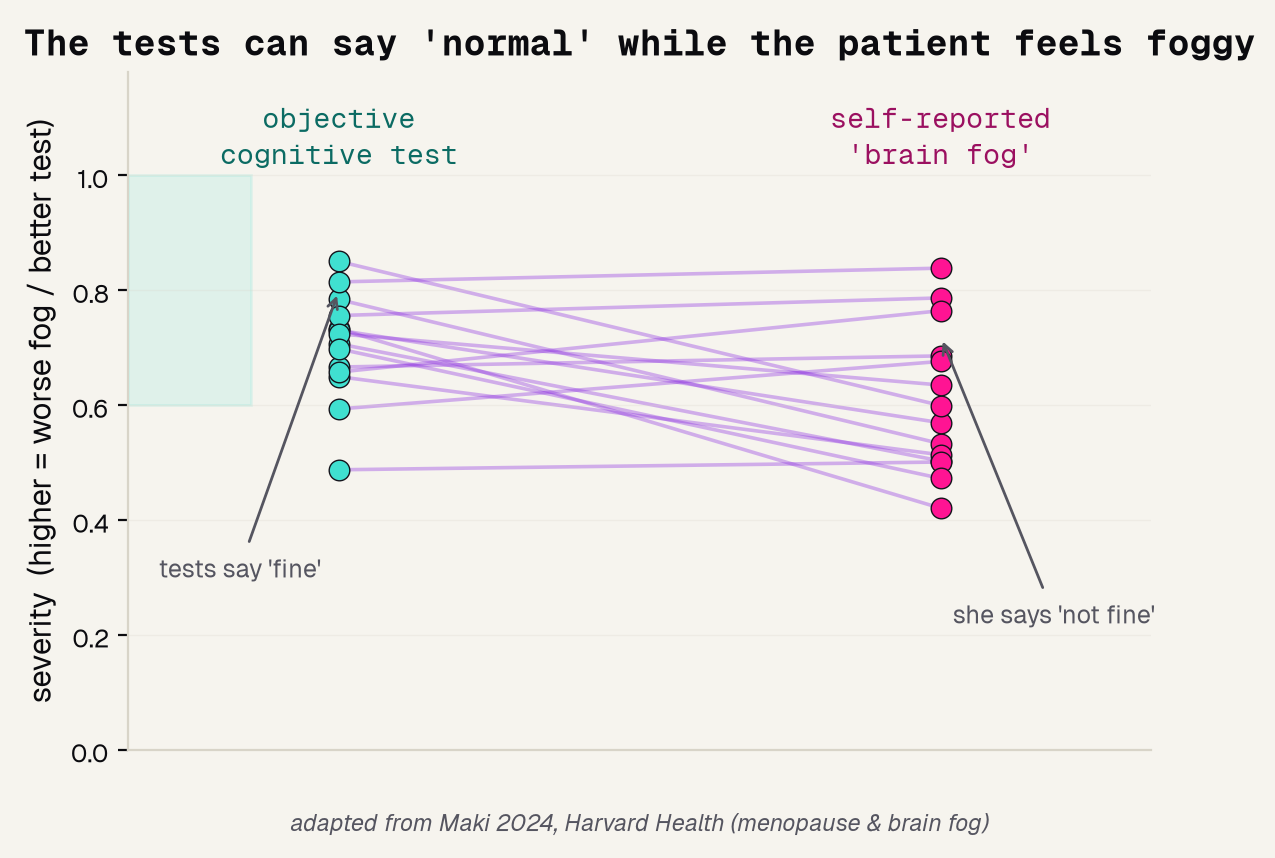 The tests can say 'normal' while the patient feels foggy
objective
cognitive test
self-reported
'brain fog'
severity (higher = worse fog / better test)
1.0
0.8
0.6
0.4
0.2
0.0
tests say 'fine'
she says 'not fine'
adapted from Maki 2024, Harvard Health (menopause & brain fog)